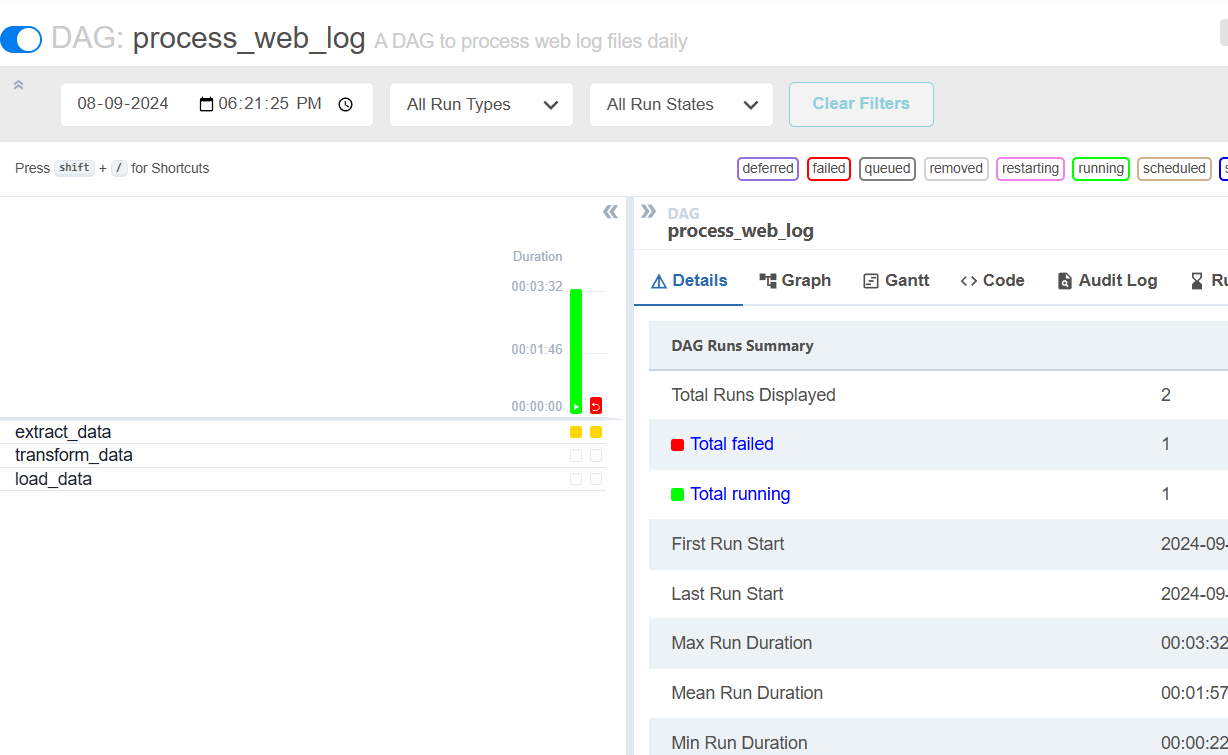 DAG: process_web_log A DAG to process web log files daily
08-09-2024 06:21:25 PM All Run Types All Run States Clear Filters
Press shift + / for Shortcuts
deferred failed queued removed restarting running scheduled
Duration
00:03:32
00:01:46
00:00:00
extract_data
transform_data
load_data
DAG
process_web_log
Details Graph Gantt Code Audit Log Ru
DAG Runs Summary
Total Runs Displayed 2
Total failed 1
Total running 1
First Run Start 2024-09-
Last Run Start 2024-09-
Max Run Duration 00:03:32
Mean Run Duration 00:01:57
Min Run Duration 00:00:22